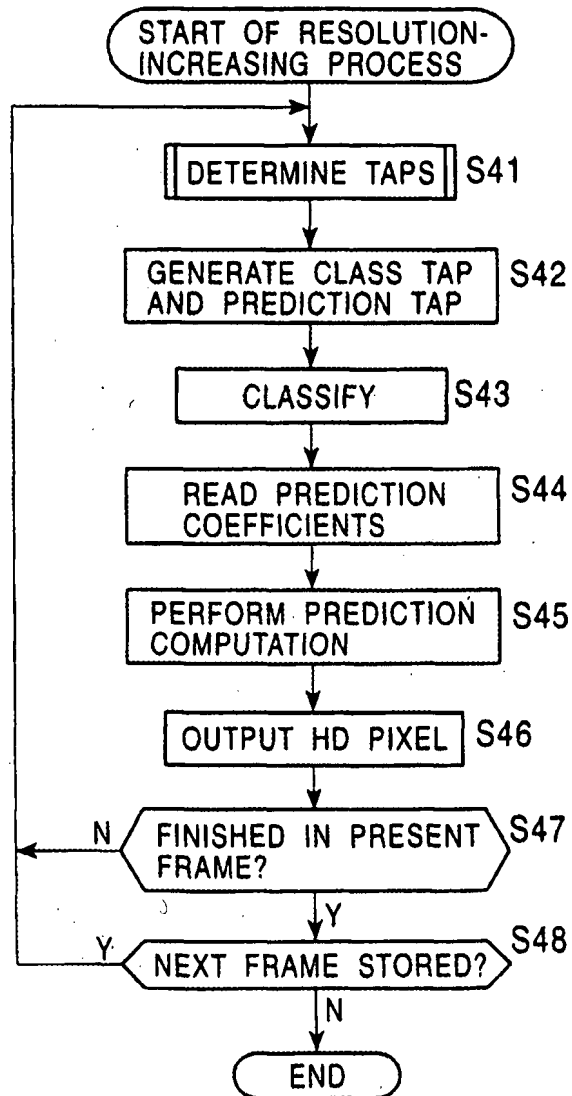 START OF RESOLUTION-
INCREASING PROCESS
DETERMINE TAPS
S41
GENERATE CLASS TAP
AND PREDICTION TAP
S42
CLASSIFY
S43
READ PREDICTION
COEFFICIENTS
S44
PERFORM PREDICTION
COMPUTATION
S45
OUTPUT HD PIXEL
S46
N
FINISHED IN PRESENT
FRAME?
S47
Y
Y
NEXT FRAME STORED?
S48
N
END